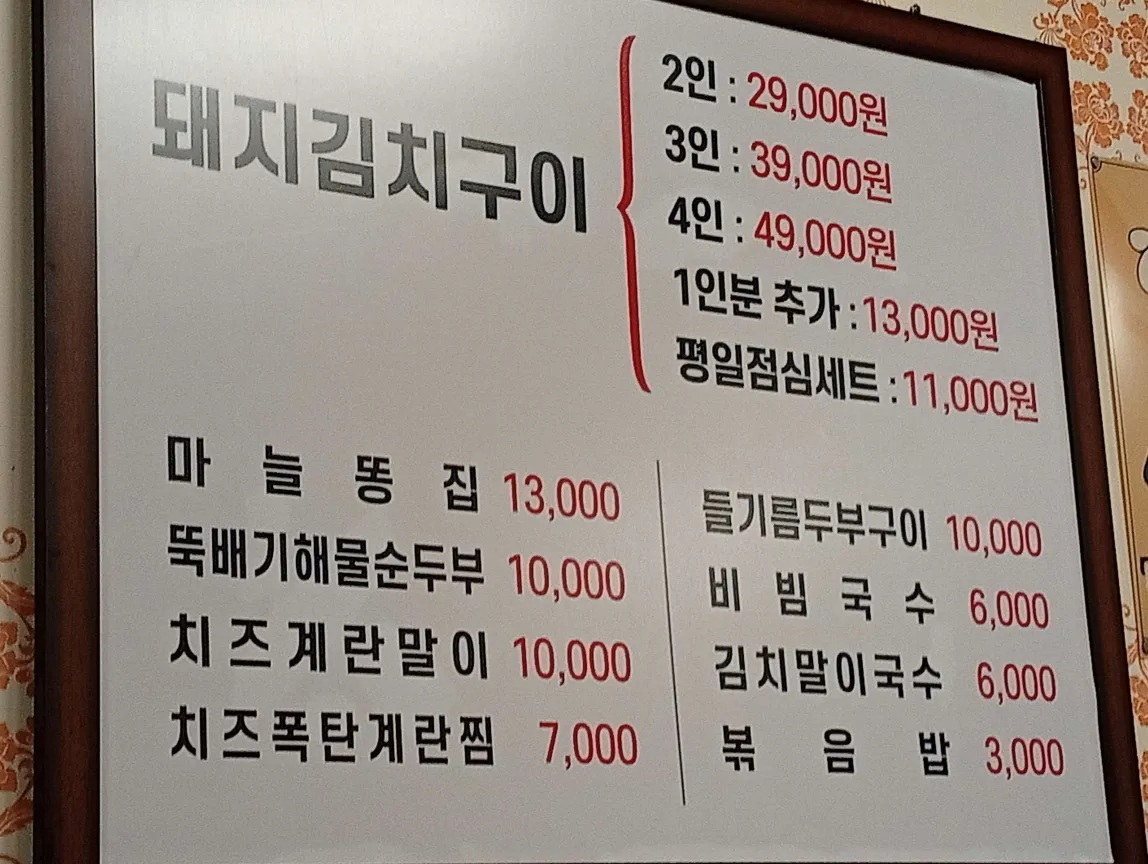 돼지김치구이
2인 : 29,000원
3인 : 39,000원
4인 : 49,000원
1인분 추가 : 13,000원
평일점심세트 : 11,000원
마늘똥집 13,000
뚝배기해물순두부 10,000
치즈계란말이 10,000
치즈폭탄계란찜 7,000
들기름두부구이 10,000
비빔국수 6,000
김치말이국수 6,000
볶음밥 3,000